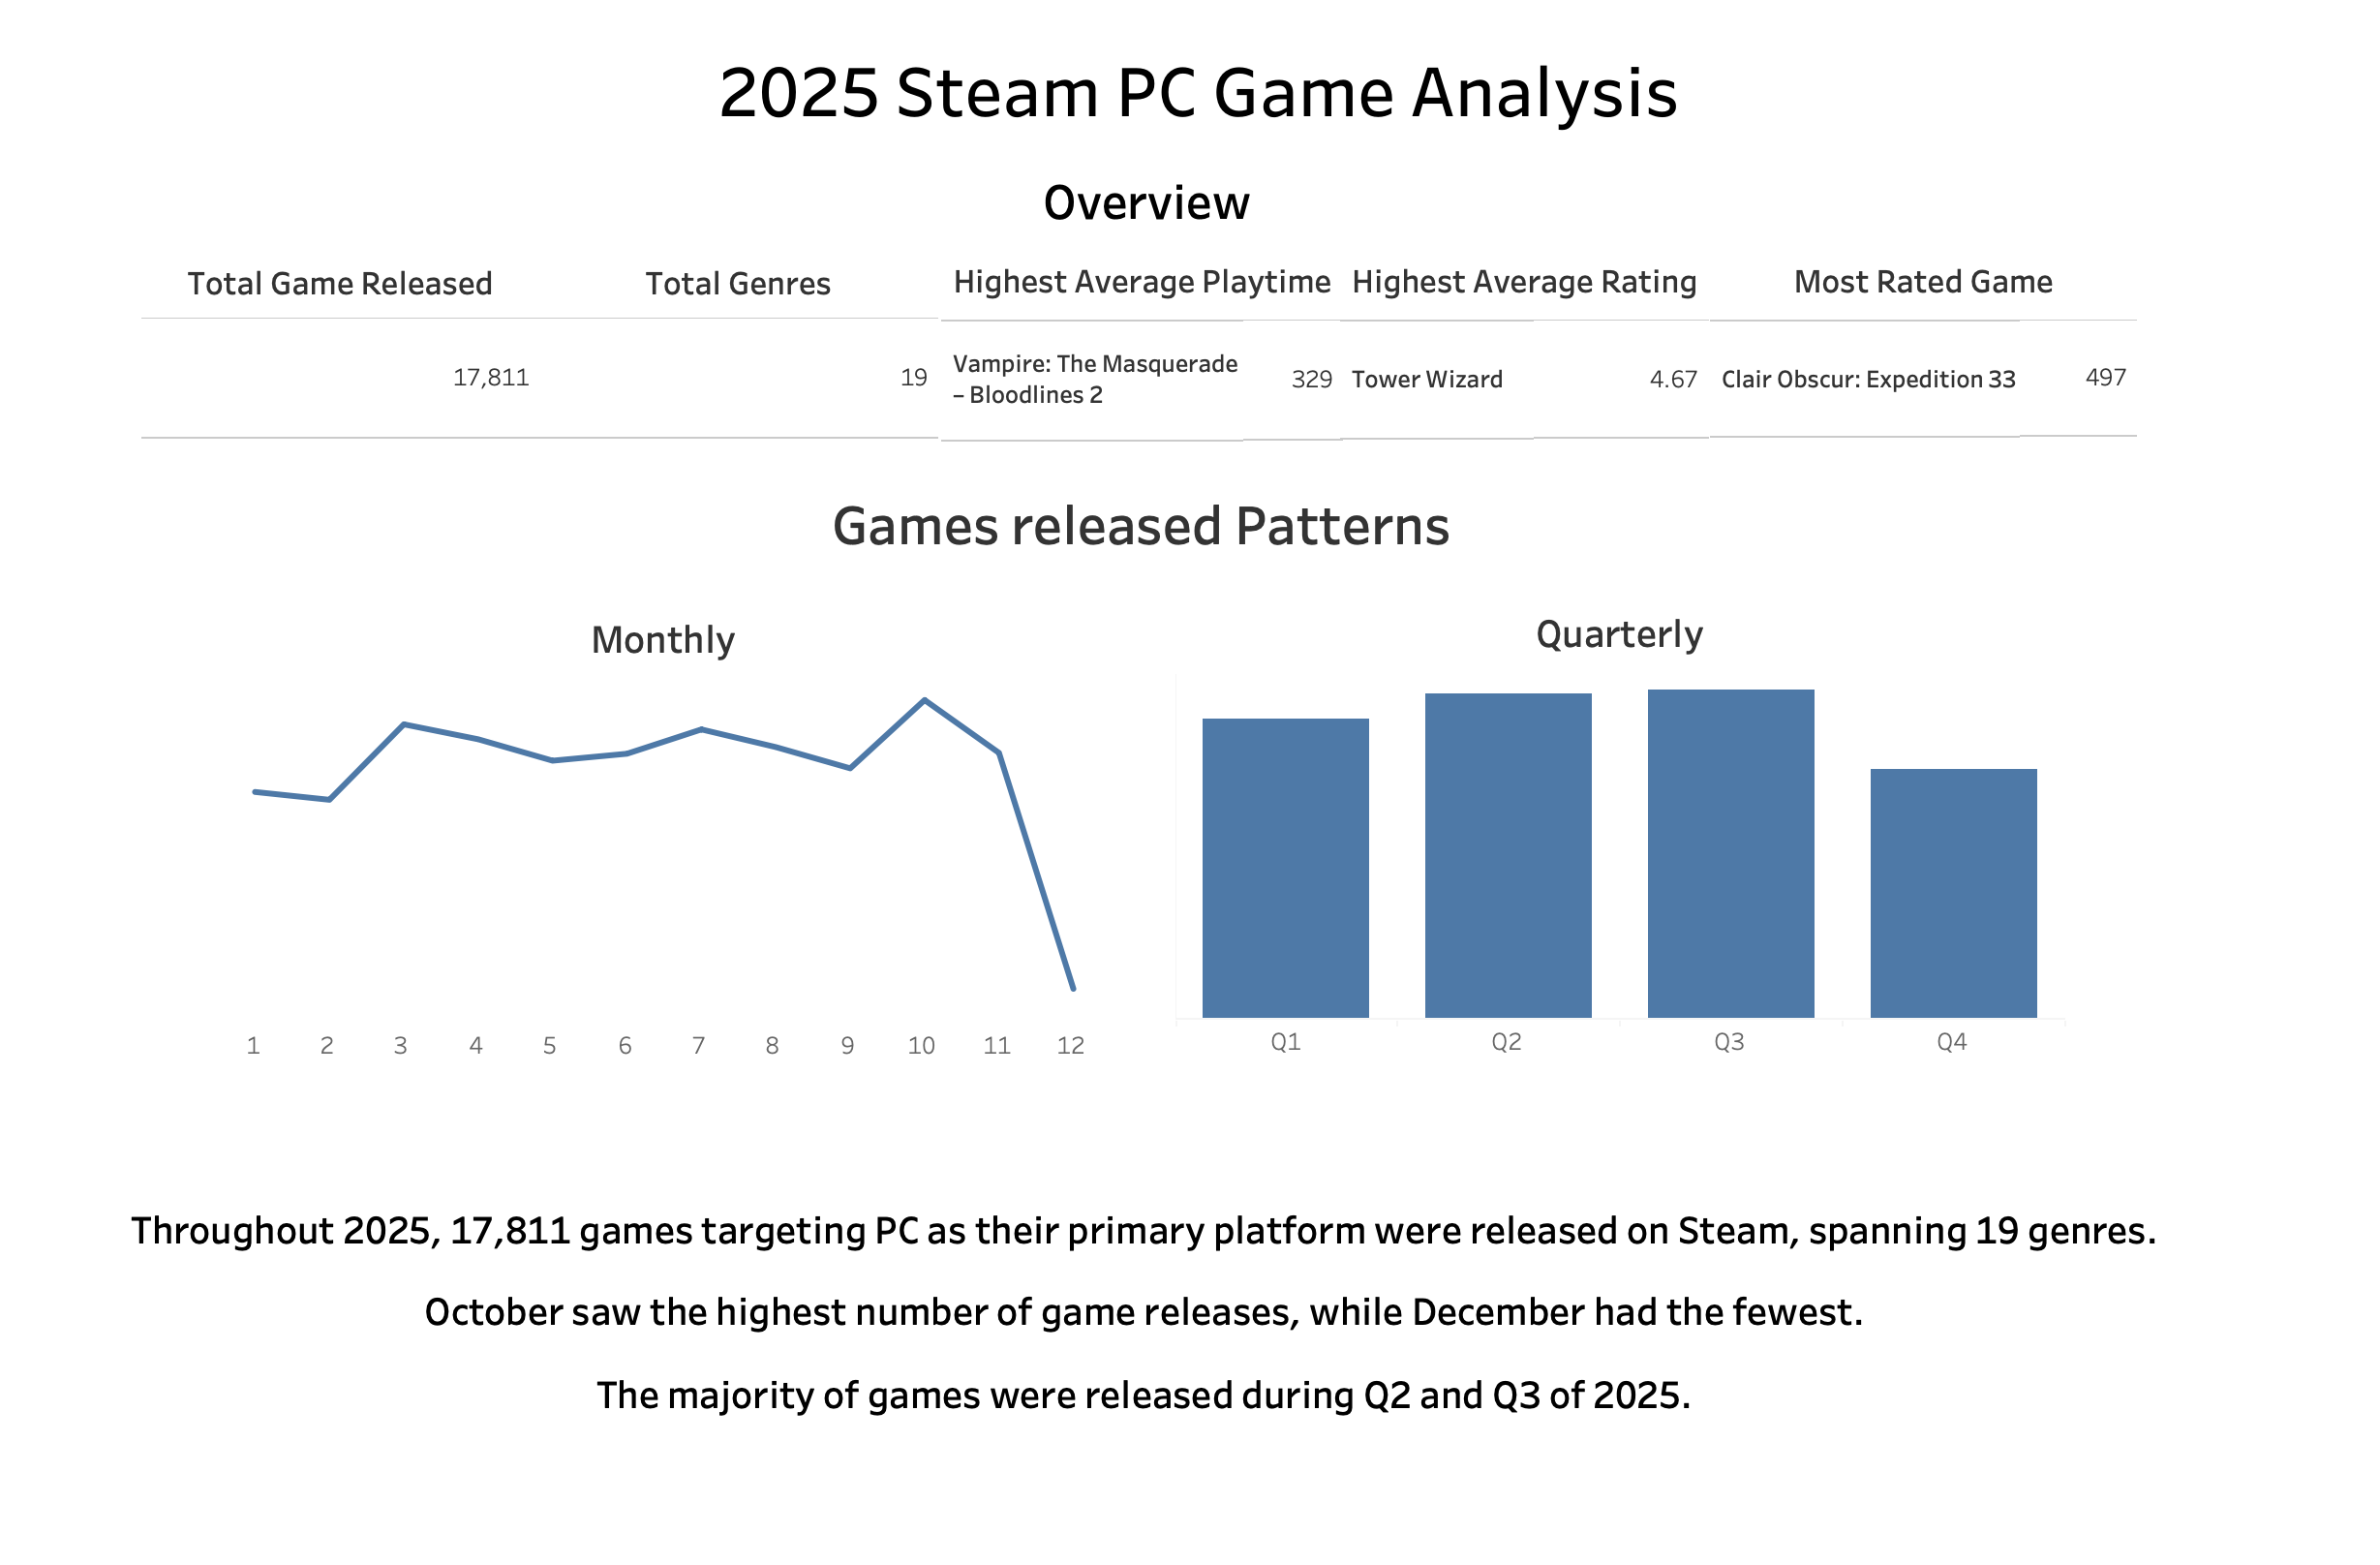 2025 Steam PC Game Analysis
Overview
Total Game Released
Total Genres
Highest Average Playtime
Highest Average Rating
Most Rated Game
17,811
19
Vampire: The Masquerade
– Bloodlines 2
329
Tower Wizard
4.67
Clair Obscur: Expedition 33
497
Games released Patterns
Monthly
1 2 3 4 5 6 7 8 9 10 11 12
Quarterly
Q1 Q2 Q3 Q4
Throughout 2025, 17,811 games targeting PC as their primary platform were released on Steam, spanning 19 genres.
October saw the highest number of game releases, while December had the fewest.
The majority of games were released during Q2 and Q3 of 2025.